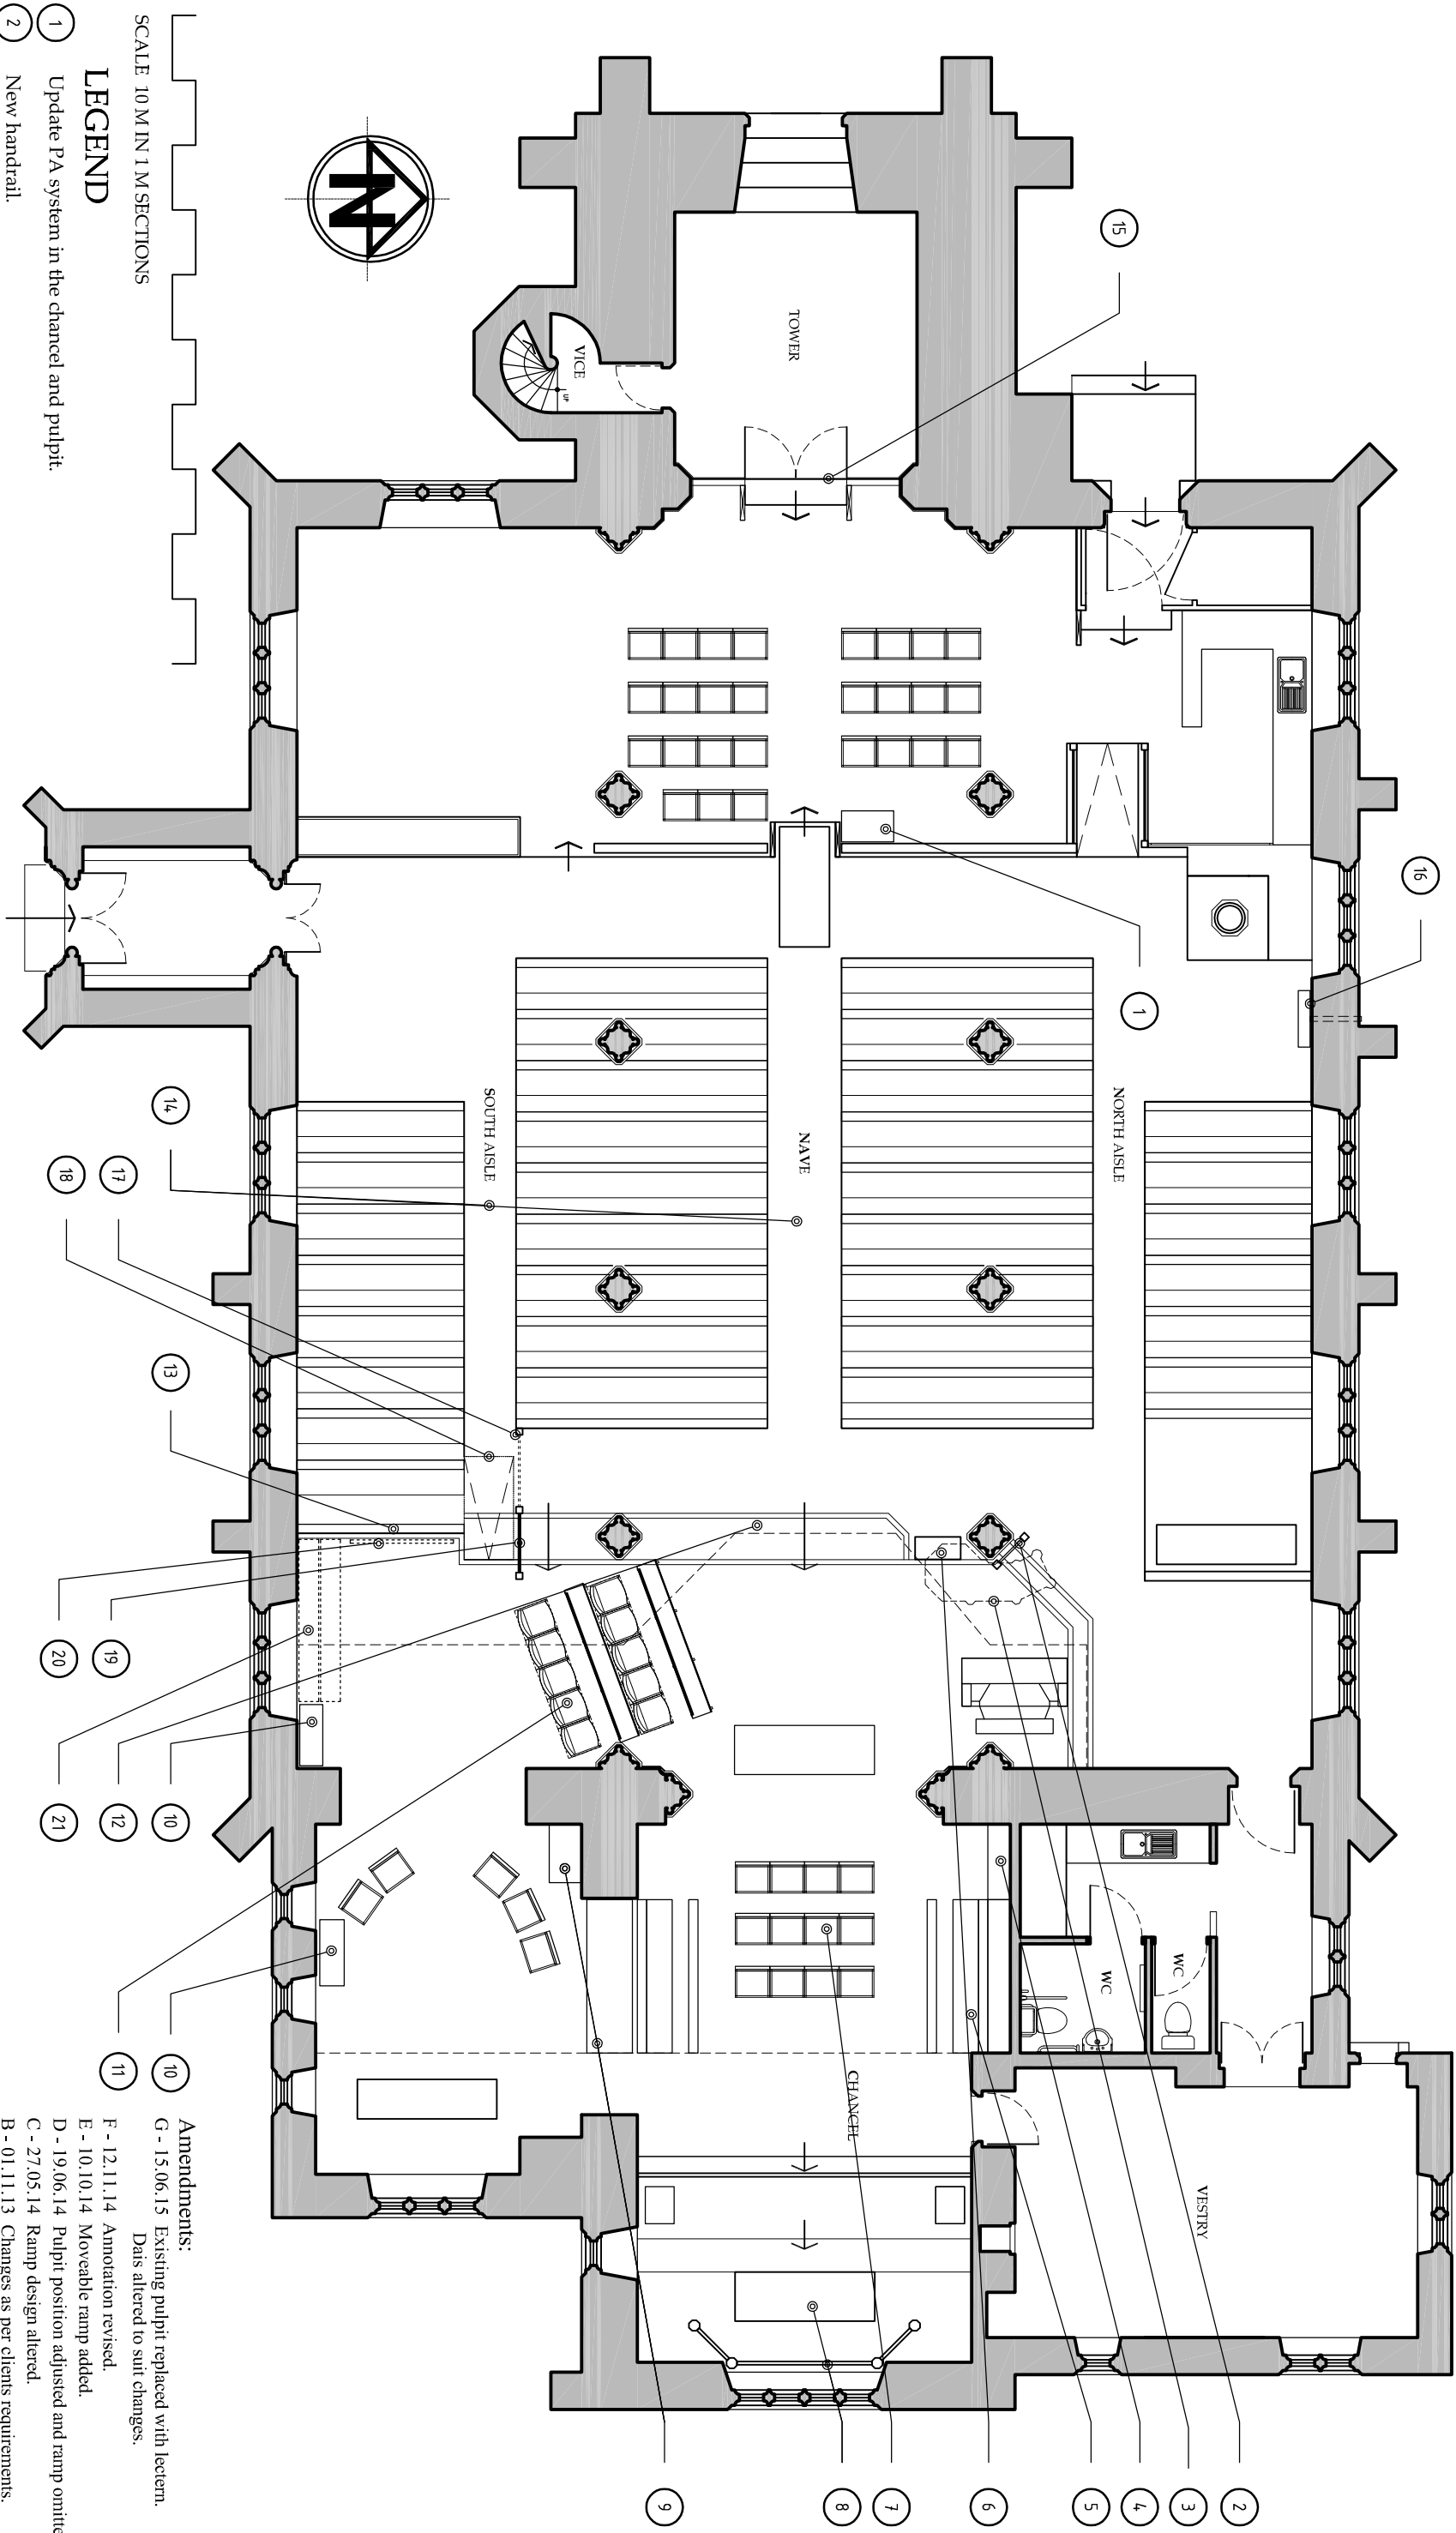 SCALE 10 M IN 1 M SECTIONS
LEGEND
1 Update PA system in the chancel and pulpit.
2 New handrail.
N
TOWER
VICE
UP
15
16
1
NORTH AISLE
NAVE
SOUTH AISLE
14
17
18
13
20
19
21
12
10
11
10
WC
WC
CHANCEL
VESTRY
9
8
7
6
5
4
3
2
Amendments:
G - 15.06.15 Existing pulpit replaced with lectern.
Dais altered to suit changes.
F - 12.11.14 Annotation revised.
E - 10.10.14 Moveable ramp added.
D - 19.06.14 Pulpit position adjusted and ramp omitte
C - 27.05.14 Ramp design altered.
B - 01.11.13 Changes as per clients requirements.